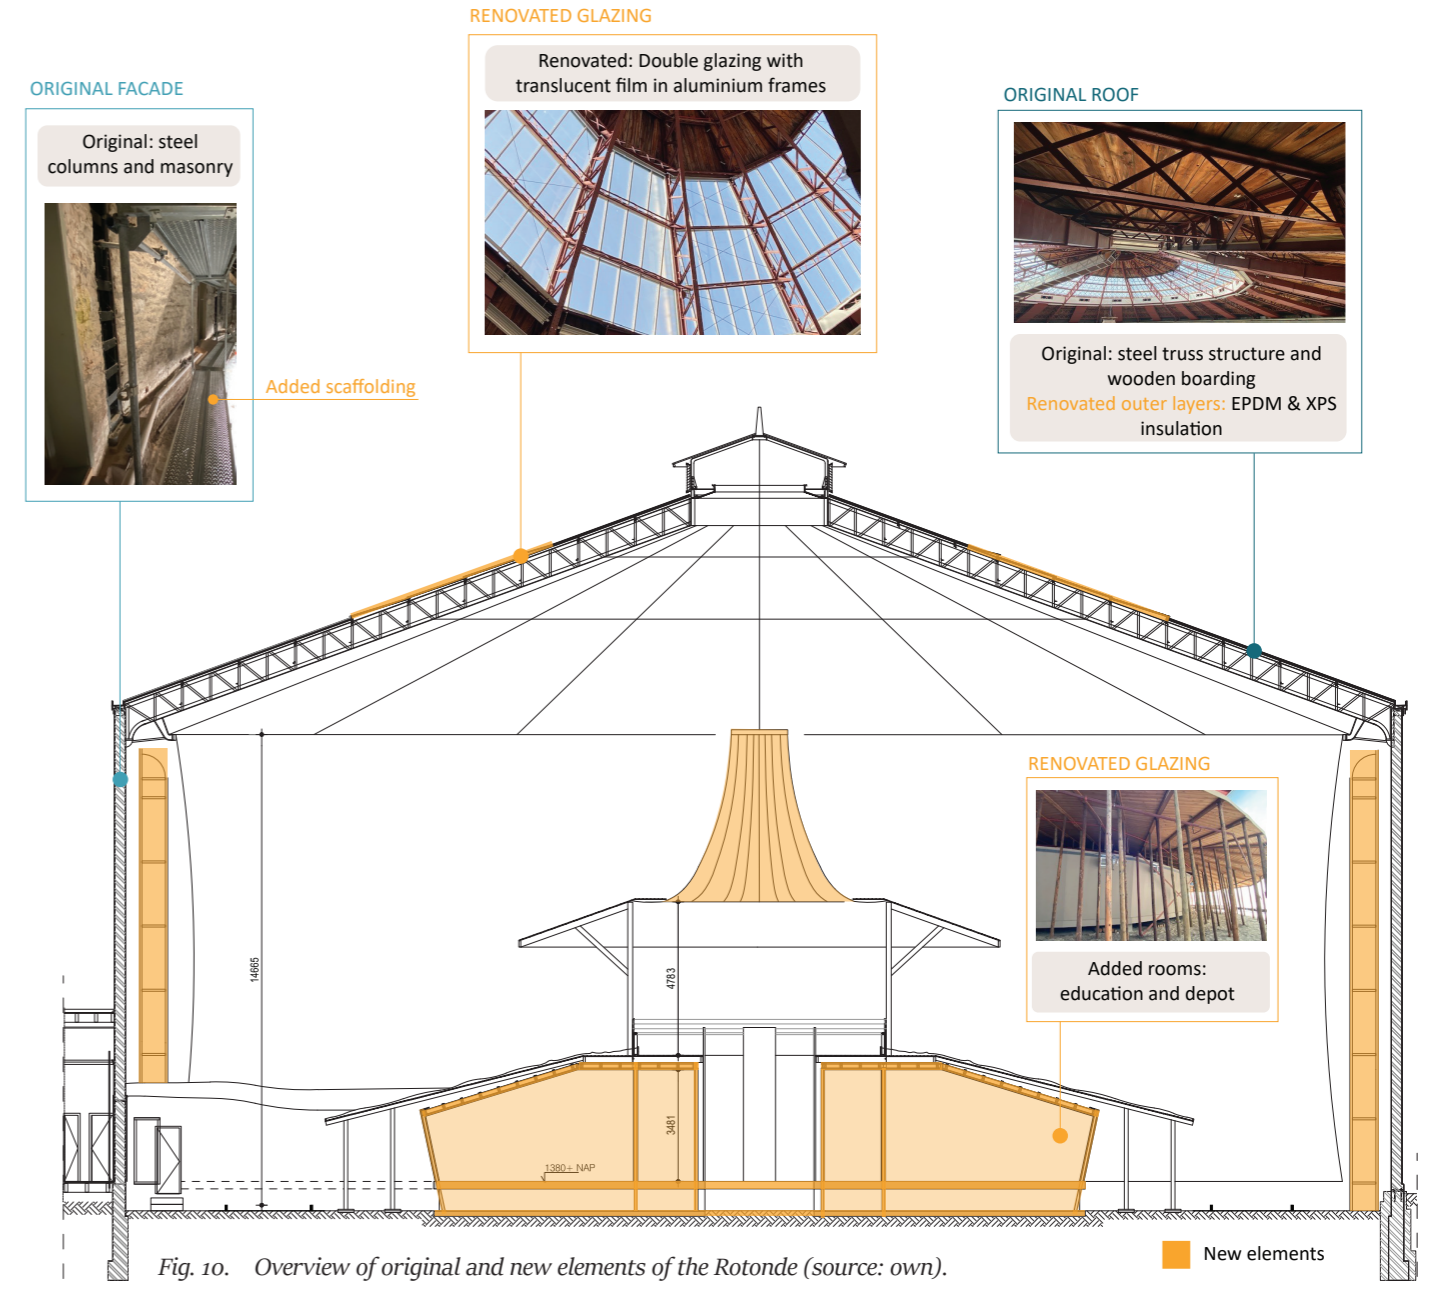 RENOVATED GLAZING
Renovated: Double glazing with
translucent film in aluminium frames
ORIGINAL FACADE
Original: steel
columns and masonry
Added scaffolding
ORIGINAL ROOF
Original: steel truss structure and
wooden boarding
Renovated outer layers: EPDM & XPS
insulation
RENOVATED GLAZING
Added rooms:
education and depot
14665
4783
3481
1380+ NAP
New elements
Fig. 10. Overview of original and new elements of the Rotonde (source: own).